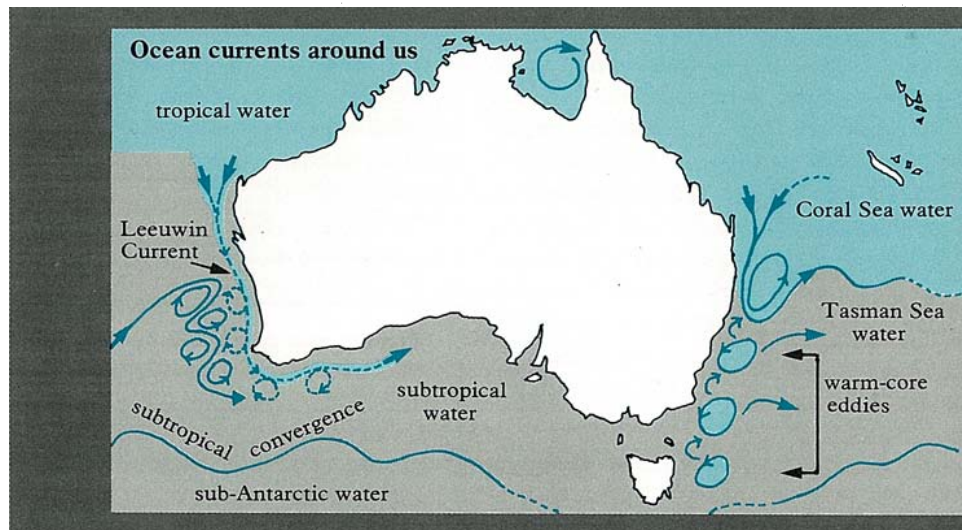 Ocean currents around us
tropical water
Leeuwin
Current
Coral Sea water
Tasman Sea
water
warm-core
eddies
subtropical
water
subtropical convergence
sub-Antarctic water